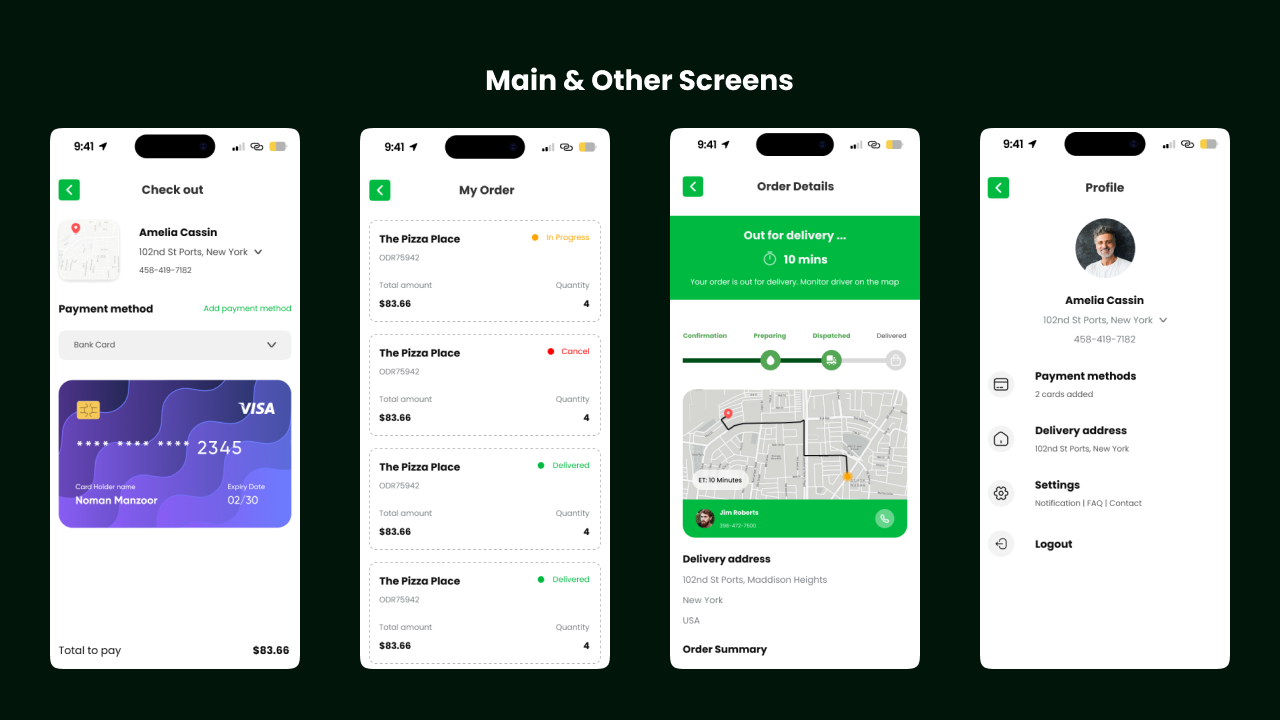 Main & Other Screens
9:41
Check out
Amelia Cassin
102nd St Ports, New York
458-419-7182
Payment method
Add payment method
Bank Card
VISA
**** **** **** 2345
Card Holder name
Expiry Date
Noman Manzoor
02/30
Total to pay
$83.66
9:41
My Order
The Pizza Place
In Progress
ODR75942
Total amount
Quantity
$83.66
4
The Pizza Place
Cancel
ODR75942
Total amount
Quantity
$83.66
4
The Pizza Place
Delivered
ODR75942
Total amount
Quantity
$83.66
4
The Pizza Place
Delivered
ODR75942
Total amount
Quantity
$83.66
4
9:41
Order Details
Out for delivery ...
10 mins
Your order is out for delivery. Monitor driver on the map
Confirmation
Preparing
Dispatched
Delivered
ET: 10 Minutes
Jim Roberts
398-472-7500
Delivery address
102nd St Ports, Maddison Heights
New York
USA
Order Summary
9:41
Profile
Amelia Cassin
102nd St Ports, New York
458-419-7182
Payment methods
2 cards added
Delivery address
102nd St Ports, New York
Settings
Notification | FAQ | Contact
Logout